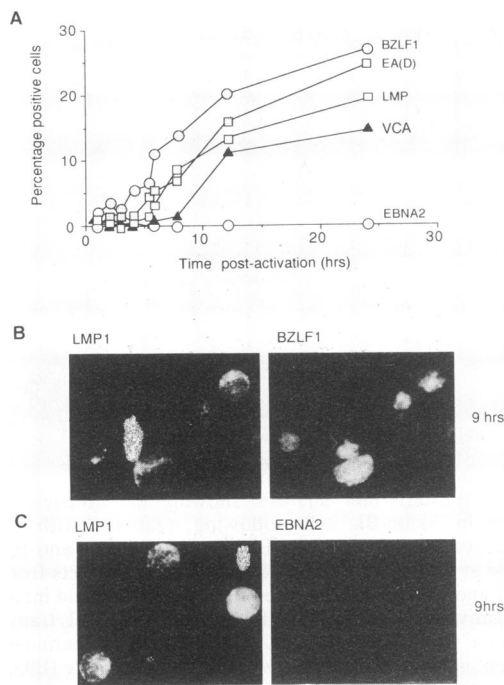 A
30
20
10
0
Percentage positive cells
BZLF1
EA(D)
LMP
VCA
EBNA2
0 10 20 30
Time post-activation (hrs)
B
LMP1 BZLF1
9 hrs
C
LMP1 EBNA2
9hrs